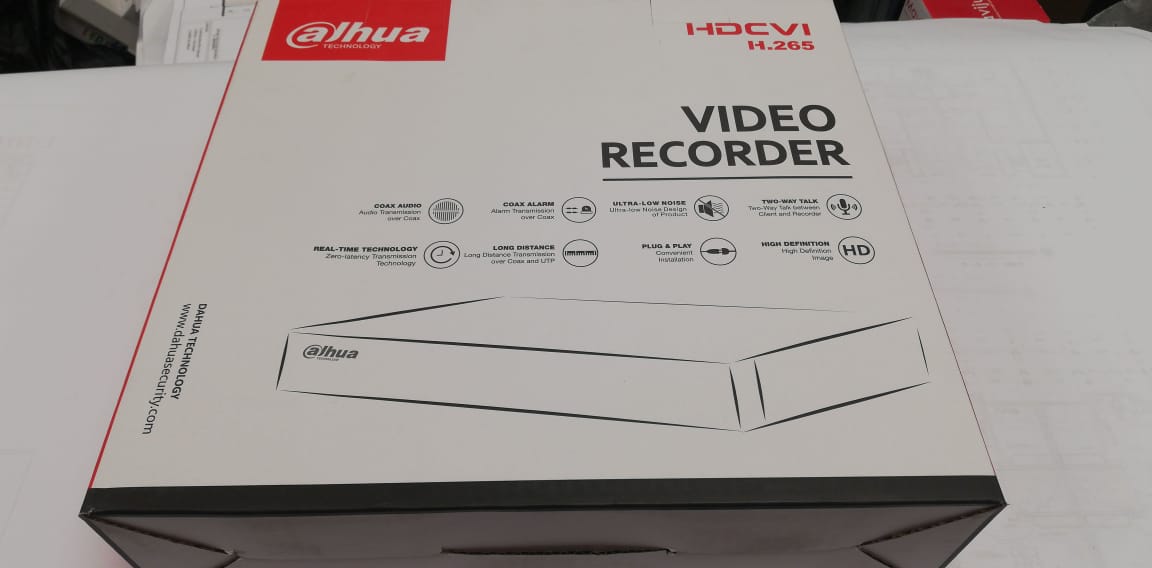 alhua
TECHNOLOGY
HDCVI
H.265
VIDEO
RECORDER
COAX AUDIO
Audio Transmission
over Coax
COAX ALARM
Alarm Transmission
over Coax
ULTRA-LOW NOISE
Ultra-low Noise Design
of Product
TWO-WAY TALK
Two-Way Talk between
Client and Recorder
REAL-TIME TECHNOLOGY
Zero-latency Transmission
Technology
LONG DISTANCE
Long Distance Transmission
over Coax and UTP
PLUG & PLAY
Convenient
Installation
HIGH DEFINITION
High Definition
Image
HD
alhua
TECHNOLOGY
DAHUA TECHNOLOGY
www.dahuasecurity.com